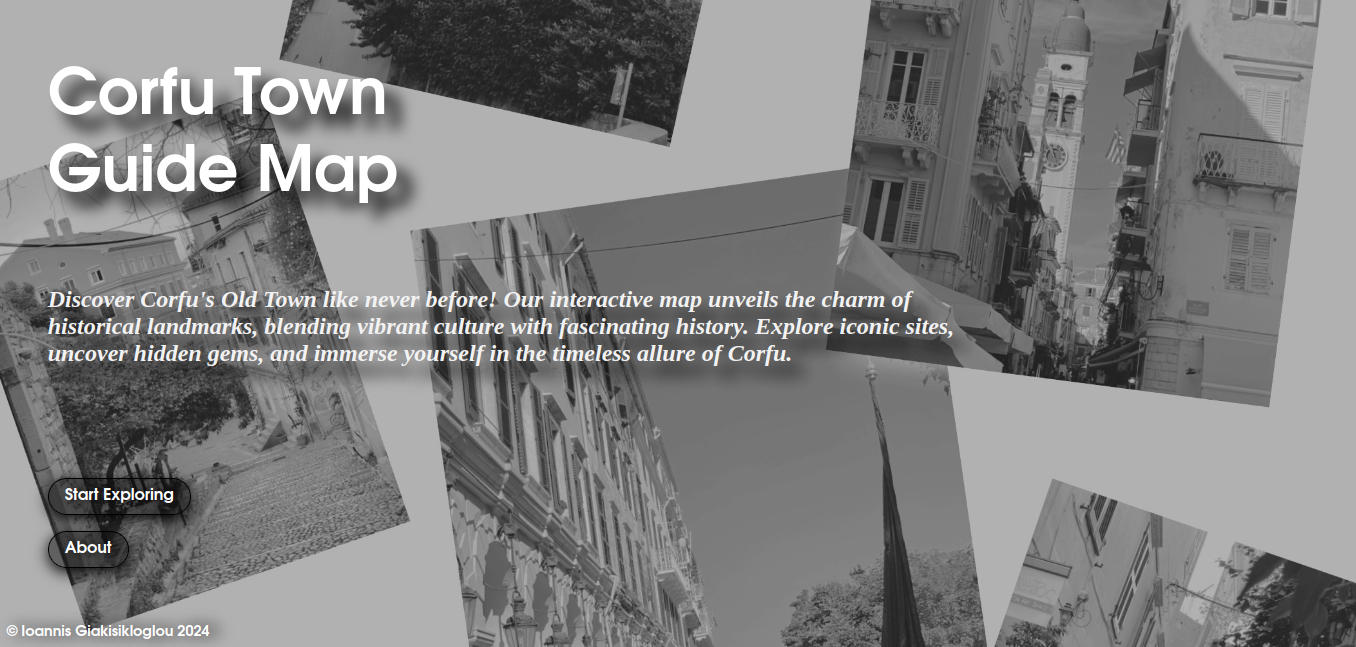 Corfu Town
Guide Map
Discover Corfu's Old Town like never before! Our interactive map unveils the charm of
historical landmarks, blending vibrant culture with fascinating history. Explore iconic sites,
uncover hidden gems, and immerse yourself in the timeless allure of Corfu.
Start Exploring
About
© Ioannis Giakisikloglou 2024